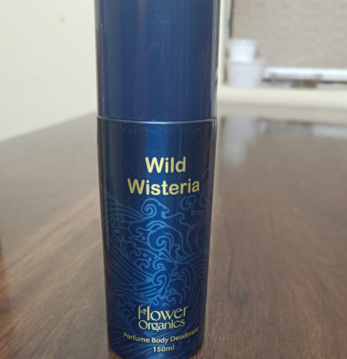 Wild
Wisteria
Flower
Organics
Perfume Body Deodorant
150ml